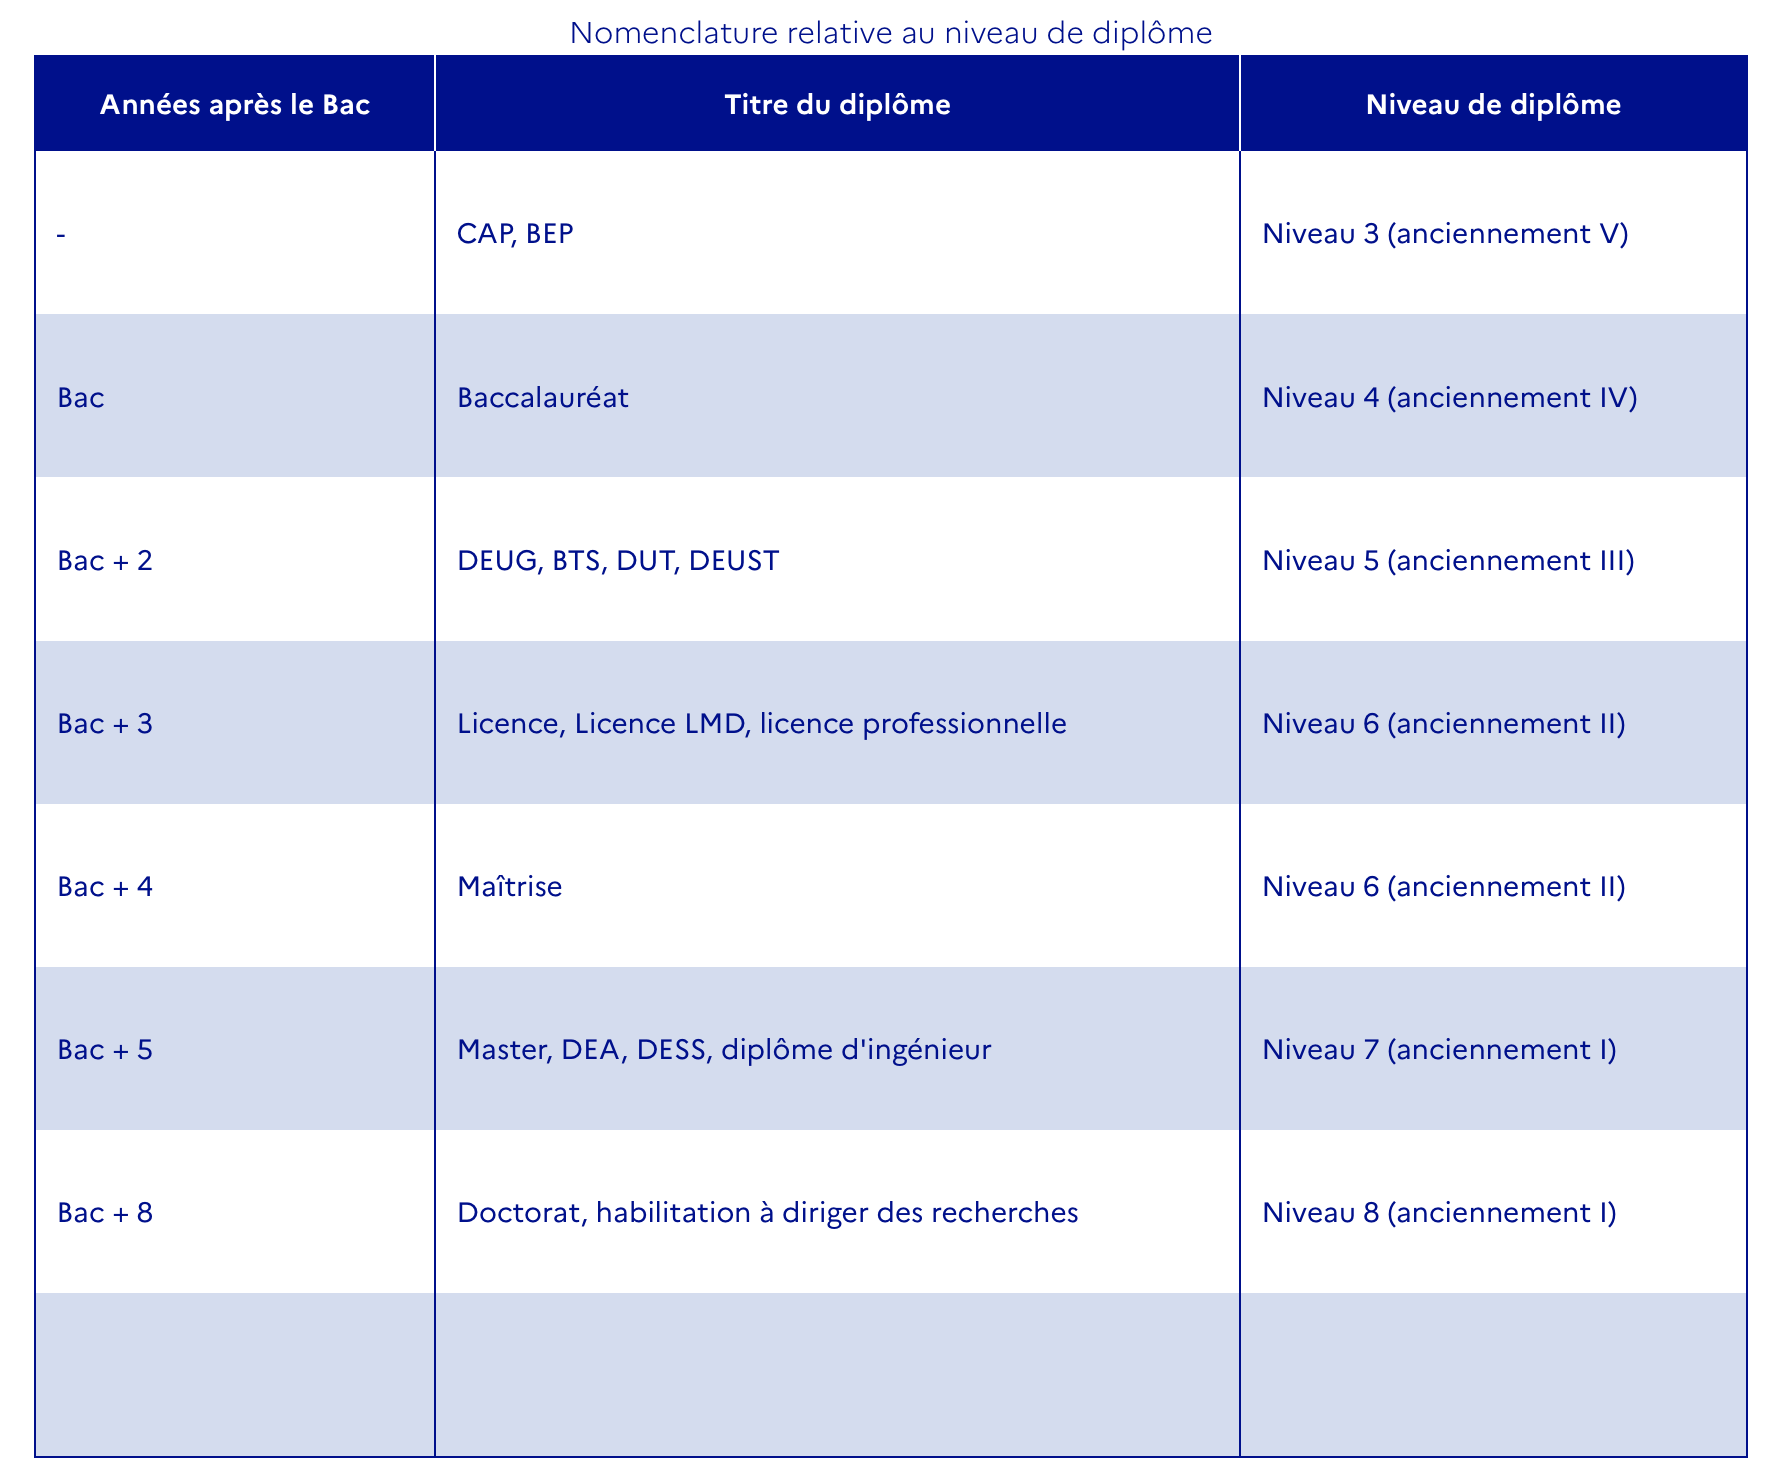 Nomenclature relative au niveau de diplôme
Années après le Bac Titre du diplôme Niveau de diplôme
- CAP, BEP Niveau 3 (anciennement V)
Bac Baccalauréat Niveau 4 (anciennement IV)
Bac + 2 DEUG, BTS, DUT, DEUST Niveau 5 (anciennement III)
Bac + 3 Licence, Licence LMD, licence professionnelle Niveau 6 (anciennement II)
Bac + 4 Maîtrise Niveau 6 (anciennement II)
Bac + 5 Master, DEA, DESS, diplôme d'ingénieur Niveau 7 (anciennement I)
Bac + 8 Doctorat, habilitation à diriger des recherches Niveau 8 (anciennement I)